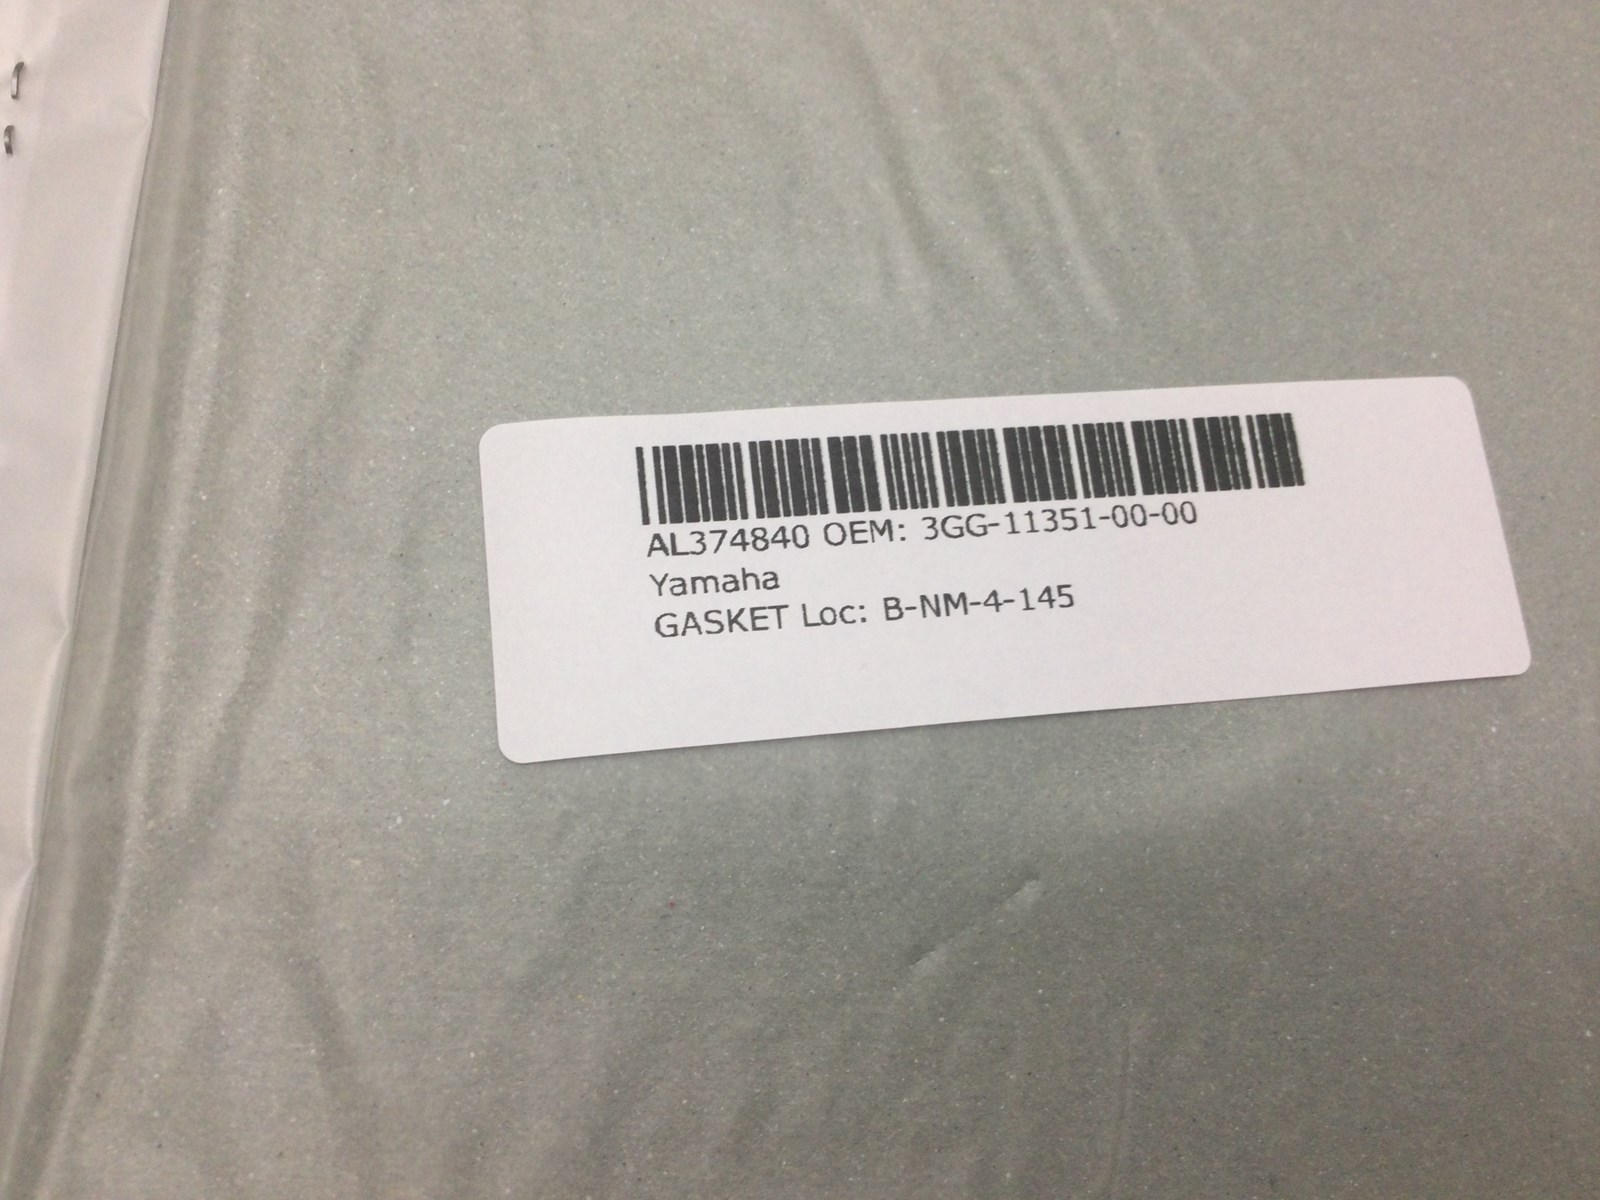 AL374840 OEM: 3GG-11351-00-00
Yamaha
GASKET Loc: B-NM-4-145